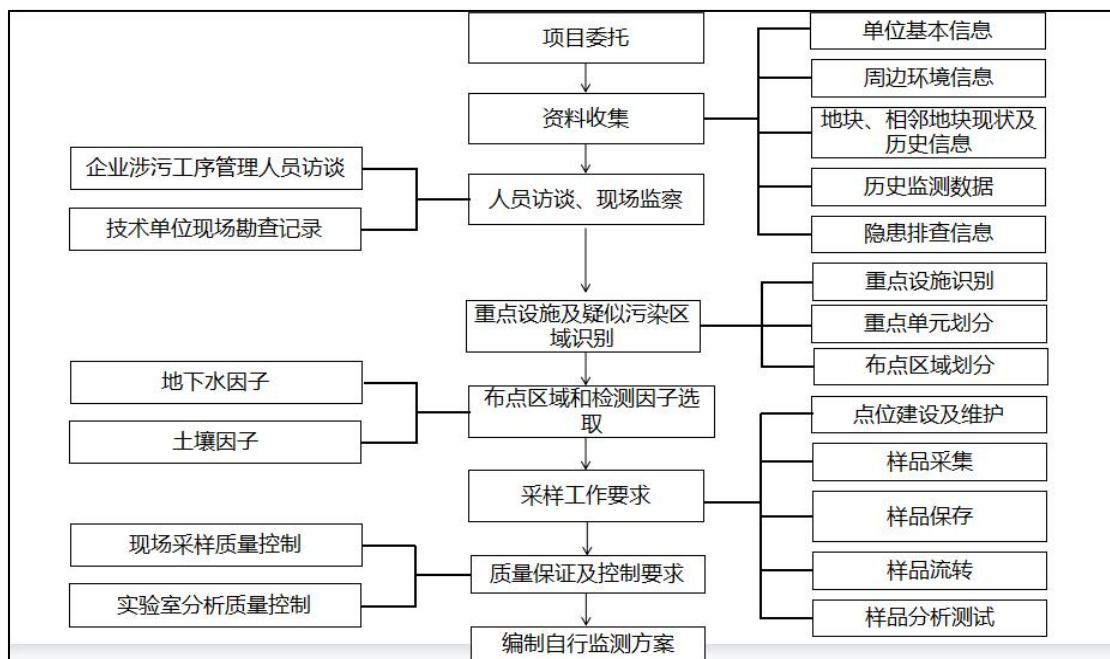 项目委托
单位基本信息
周边环境信息
资料收集
地块、相邻地块现状及
历史信息
企业涉污工序管理人员访谈
历史监测数据
人员访谈、现场监察
技术单位现场勘查记录
隐患排查信息
重点设施识别
重点设施及疑似污染区
域识别
重点单元划分
布点区域划分
地下水因子
布点区域和检测因子选
取
点位建设及维护
土壤因子
样品采集
采样工作要求
样品保存
现场采样质量控制
质量保证及控制要求
样品流转
实验室分析质量控制
样品分析测试
编制自行监测方案